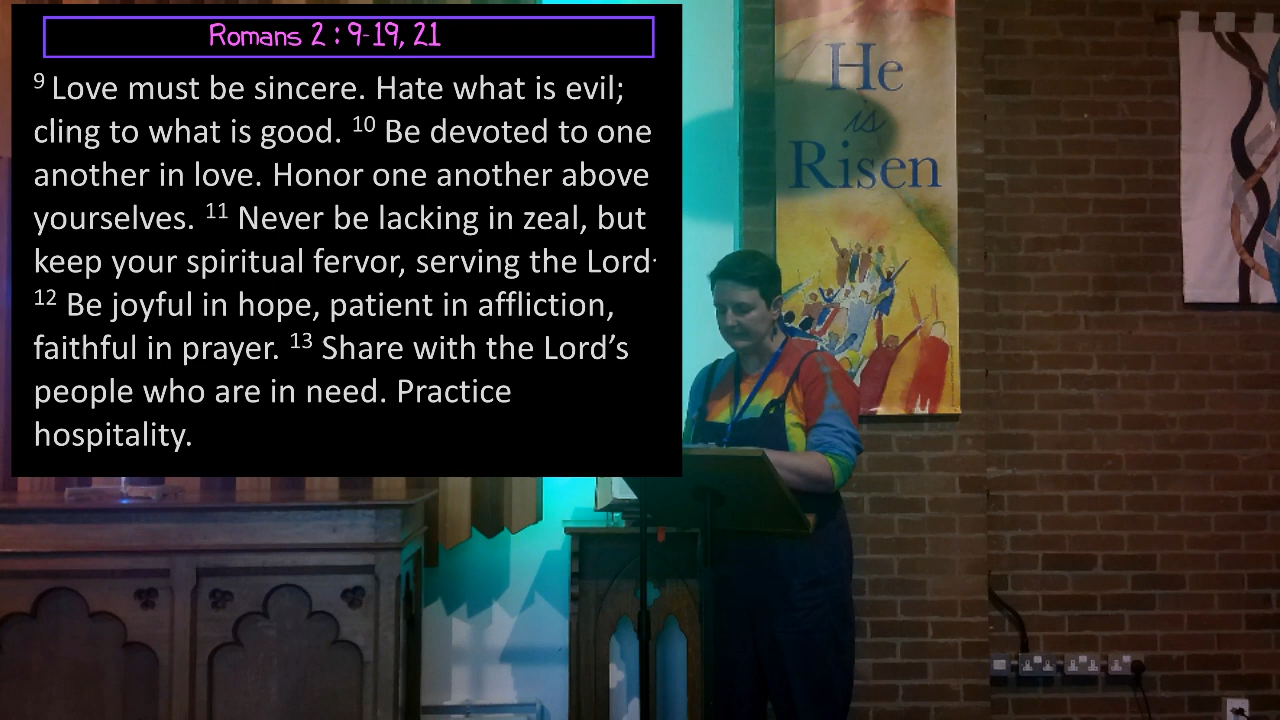 Romans 2 : 9-19, 21
9 Love must be sincere. Hate what is evil;
cling to what is good. 10 Be devoted to one
another in love. Honor one another above
yourselves. 11 Never be lacking in zeal, but
keep your spiritual fervor, serving the Lord.
12 Be joyful in hope, patient in affliction,
faithful in prayer. 13 Share with the Lord’s
people who are in need. Practice
hospitality.
He
is
Risen